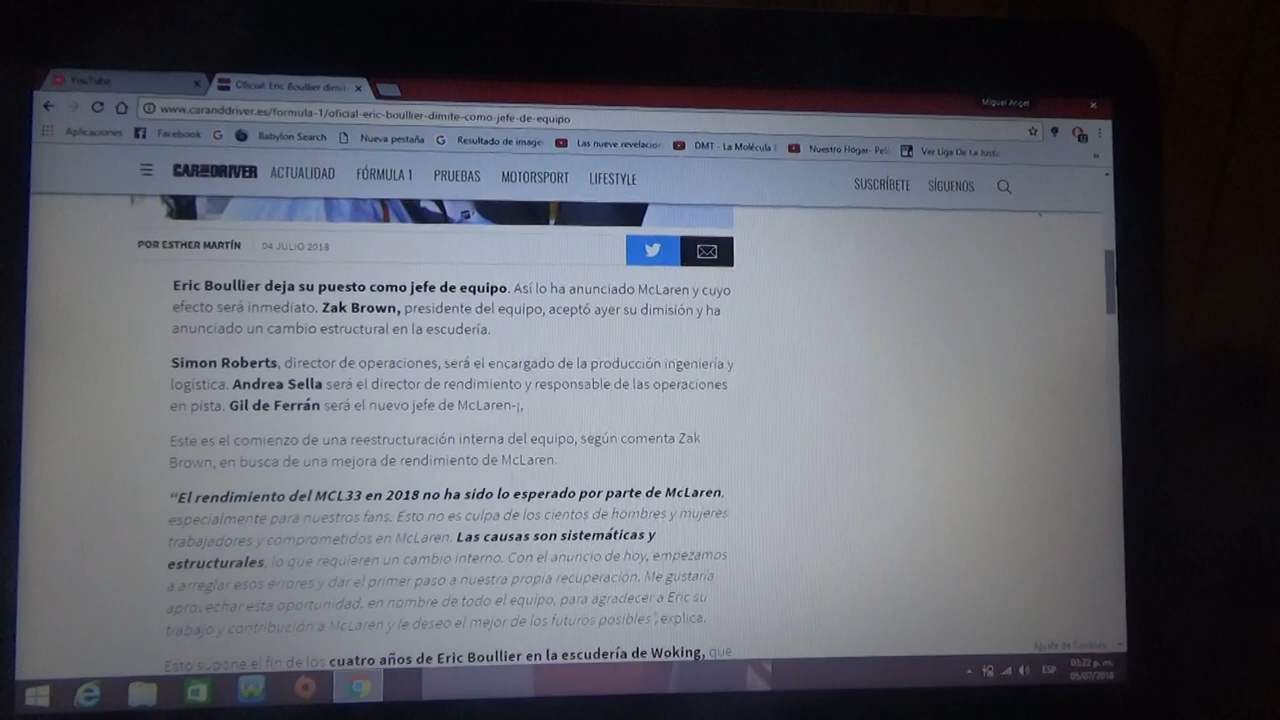 YouTube
Oficial: Eric Boullier dimit
Miguel Angel
www.caranddriver.es/formula-1/oficial-eric-boullier-dimite-como-jefe-de-equipo
Aplicaciones Facebook Babylon Search Nueva pestaña Resultado de image Las nueve revelacion DMT - La Molécula Nuestro Hogar- Pelí Ver Liga De La Justi
CAR AND DRIVER ACTUALIDAD FÓRMULA 1 PRUEBAS MOTORSPORT LIFESTYLE SUSCRÍBETE SÍGUENOS
POR ESTHER MARTÍN 04 JULIO 2018
Eric Boullier deja su puesto como jefe de equipo. Así lo ha anunciado McLaren y cuyo
efecto será inmediato. Zak Brown, presidente del equipo, aceptó ayer su dimisión y ha
anunciado un cambio estructural en la escudería.
Simon Roberts, director de operaciones, será el encargado de la producción ingeniería y
logística. Andrea Sella será el director de rendimiento y responsable de las operaciones
en pista. Gil de Ferrán será el nuevo jefe de McLaren-¡,
Este es el comienzo de una reestructuración interna del equipo, según comenta Zak
Brown, en busca de una mejora de rendimiento de McLaren.
“El rendimiento del MCL33 en 2018 no ha sido lo esperado por parte de McLaren,
especialmente para nuestros fans. Esto no es culpa de los cientos de hombres y mujeres
trabajadores y comprometidos en McLaren. Las causas son sistemáticas y
estructurales, lo que requieren un cambio interno. Con el anuncio de hoy, empezamos
a arreglar esos errores y dar el primer paso a nuestra propia recuperación. Me gustaría
aprovechar esta oportunidad, en nombre de todo el equipo, para agradecer a Eric su
trabajo y contribución a McLaren y le deseo el mejor de los futuros posibles”, explica.
Esto supone el fin de los cuatro años de Eric Boullier en la escudería de Woking, que
Ajuste de Cookies
ESP
03:22 p. m.
05/07/2018